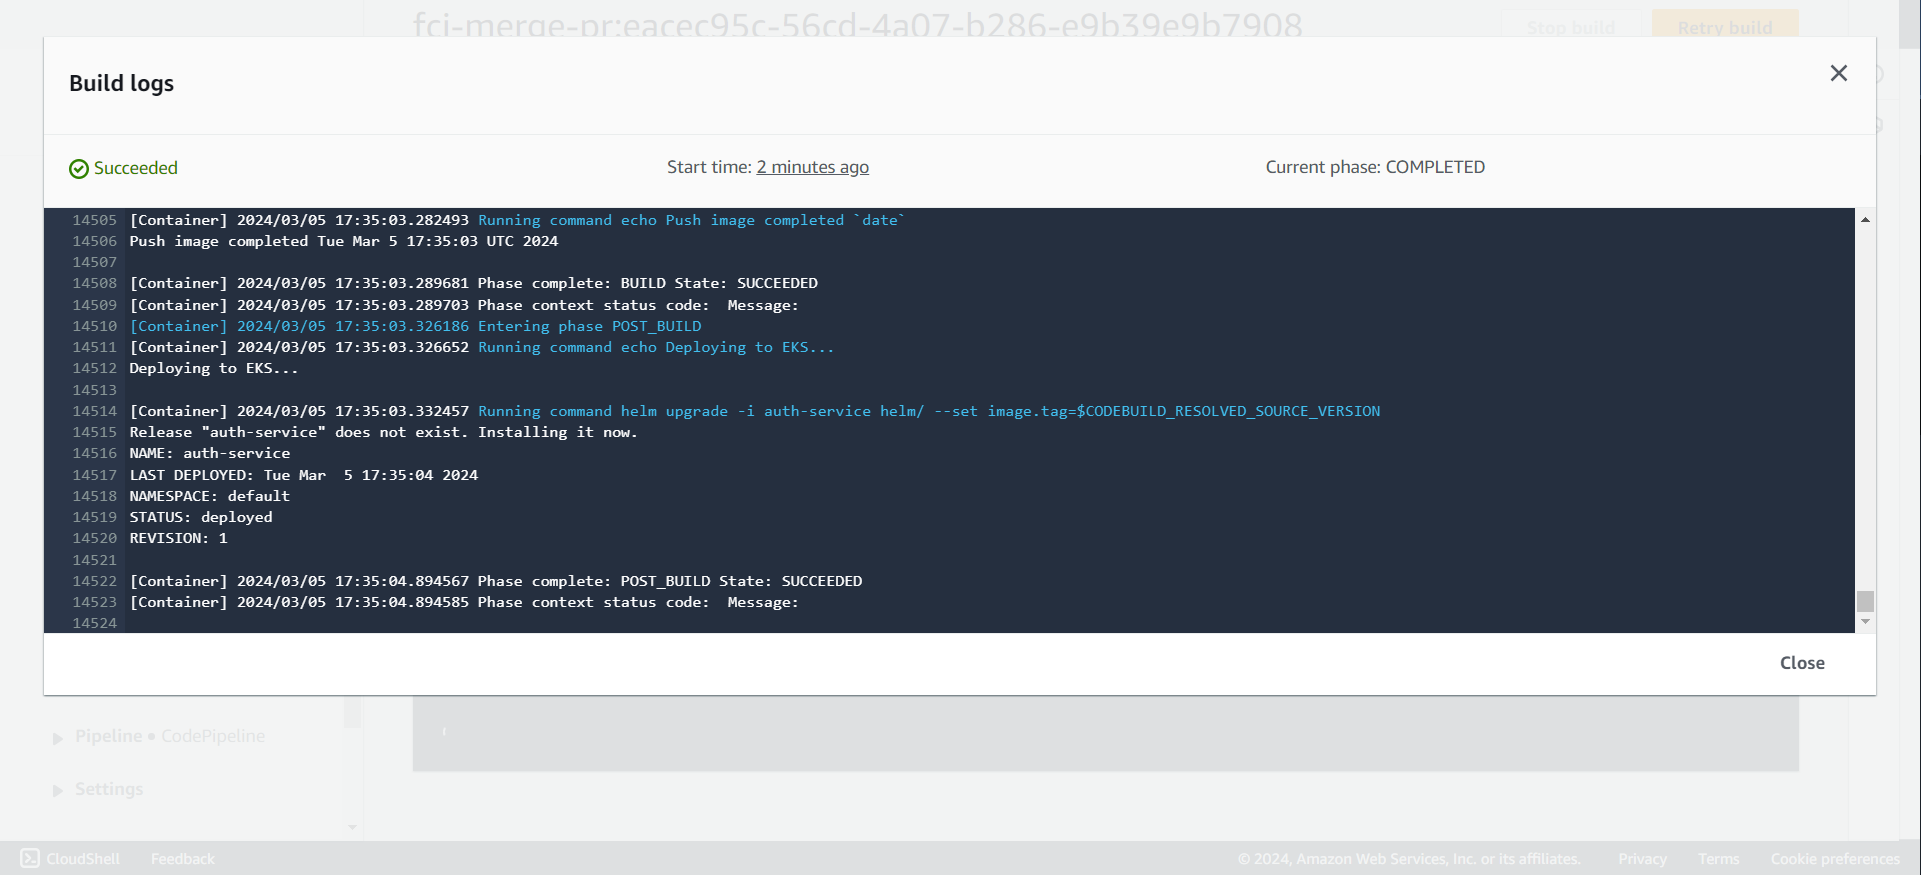 fci-merge-pr:eacec95c-56cd-4a07-b286-e9b39e9b7908
Stop build
Retry build
Build logs
Succeeded
Start time: 2 minutes ago
Current phase: COMPLETED
14505 [Container] 2024/03/05 17:35:03.282493 Running command echo Push image completed `date`
14506 Push image completed Tue Mar 5 17:35:03 UTC 2024
14507
14508 [Container] 2024/03/05 17:35:03.289681 Phase complete: BUILD State: SUCCEEDED
14509 [Container] 2024/03/05 17:35:03.289703 Phase context status code:  Message:
14510 [Container] 2024/03/05 17:35:03.326186 Entering phase POST_BUILD
14511 [Container] 2024/03/05 17:35:03.326652 Running command echo Deploying to EKS...
14512 Deploying to EKS...
14513
14514 [Container] 2024/03/05 17:35:03.332457 Running command helm upgrade -i auth-service helm/ --set image.tag=$CODEBUILD_RESOLVED_SOURCE_VERSION
14515 Release "auth-service" does not exist. Installing it now.
14516 NAME: auth-service
14517 LAST DEPLOYED: Tue Mar  5 17:35:04 2024
14518 NAMESPACE: default
14519 STATUS: deployed
14520 REVISION: 1
14521
14522 [Container] 2024/03/05 17:35:04.894567 Phase complete: POST_BUILD State: SUCCEEDED
14523 [Container] 2024/03/05 17:35:04.894585 Phase context status code:  Message:
14524
Close
Pipeline • CodePipeline
Settings
CloudShell
Feedback
© 2024, Amazon Web Services, Inc. or its affiliates.
Privacy
Terms
Cookie preferences